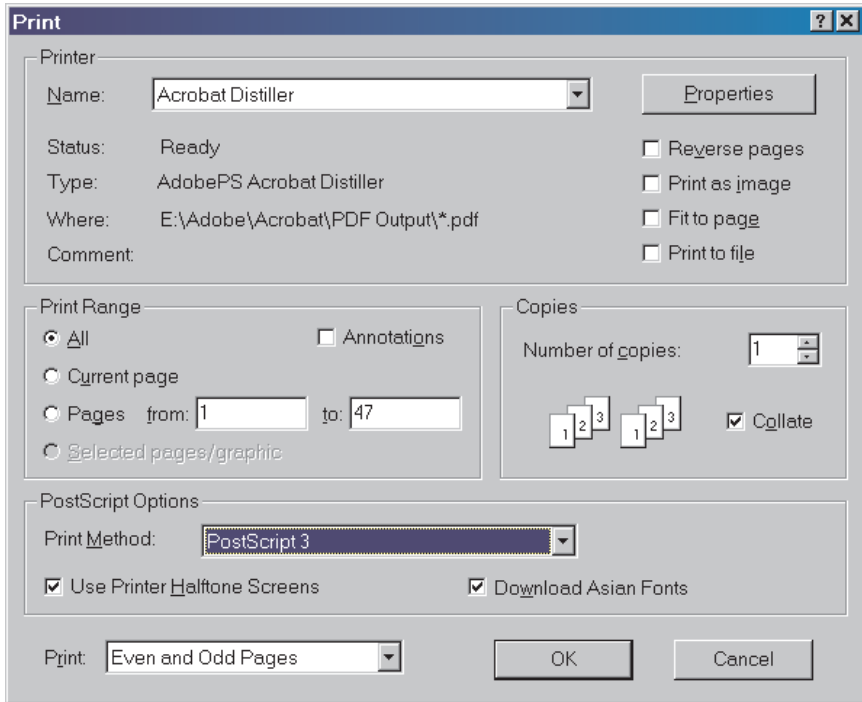 Print
Printer
Name: Acrobat Distiller Properties
Status: Ready Reverse pages
Type: AdobePS Acrobat Distiller Print as image
Where: E:\Adobe\Acrobat\PDF Output\*.pdf Fit to page
Comment: Print to file
Print Range
All Annotations
Current page
Pages from: 1 to: 47
Selected pages/graphic
Copies
Number of copies: 1
1 2 3 1 2 3 Collate
PostScript Options
Print Method: PostScript 3
Use Printer Halftone Screens Download Asian Fonts
Print: Even and Odd Pages OK Cancel